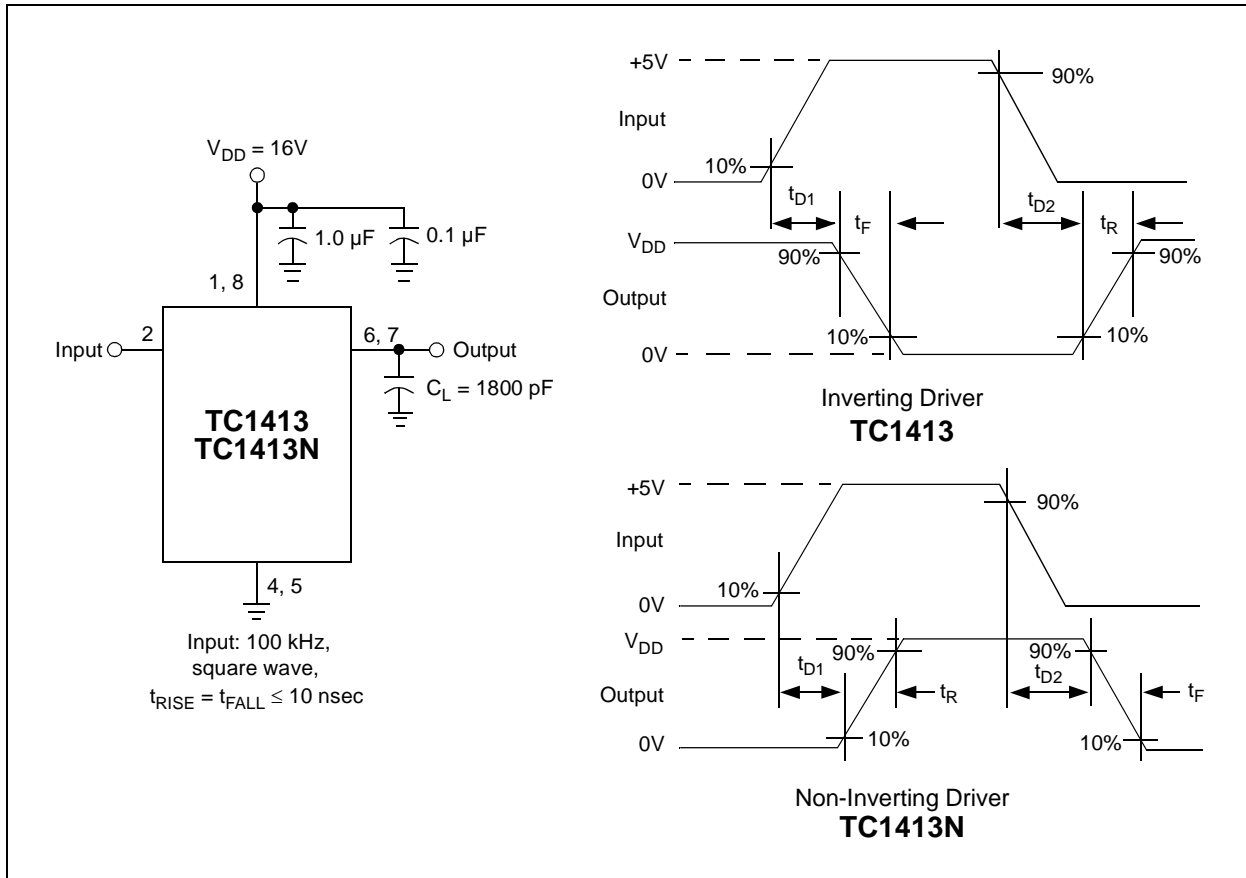 V_DD = 16V
1.0 µF
0.1 µF
1, 8
Input
2
6, 7
Output
C_L = 1800 pF
TC1413
TC1413N
4, 5
Input: 100 kHz,
square wave,
t_RISE = t_FALL ≤ 10 nsec
+5V
90%
Input
10%
0V
t_D1
t_F
t_D2
t_R
V_DD
90%
90%
Output
10%
10%
0V
Inverting Driver
TC1413
+5V
90%
Input
10%
0V
V_DD
t_D1
90%
90%
t_D2
Output
t_R
t_F
0V
10%
10%
Non-Inverting Driver
TC1413N